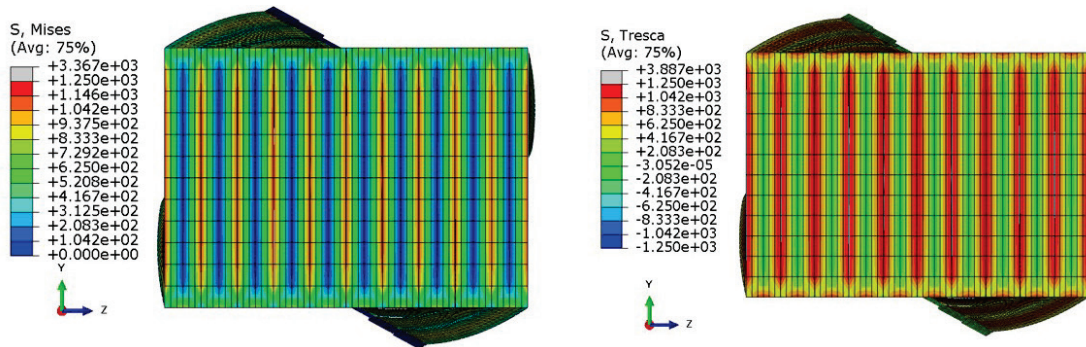 S, Mises
(Avg: 75%)
+3.367e+03
+1.250e+03
+1.146e+03
+1.042e+03
+9.375e+02
+8.333e+02
+7.292e+02
+6.250e+02
+5.208e+02
+4.167e+02
+3.125e+02
+2.083e+02
+1.042e+02
+0.000e+00
Y
Z
S, Tresca
(Avg: 75%)
+3.887e+03
+1.250e+03
+1.042e+03
+8.333e+02
+6.250e+02
+4.167e+02
+2.083e+02
-3.052e-05
-2.083e+02
-4.167e+02
-6.250e+02
-8.333e+02
-1.042e+03
-1.250e+03
Y
Z